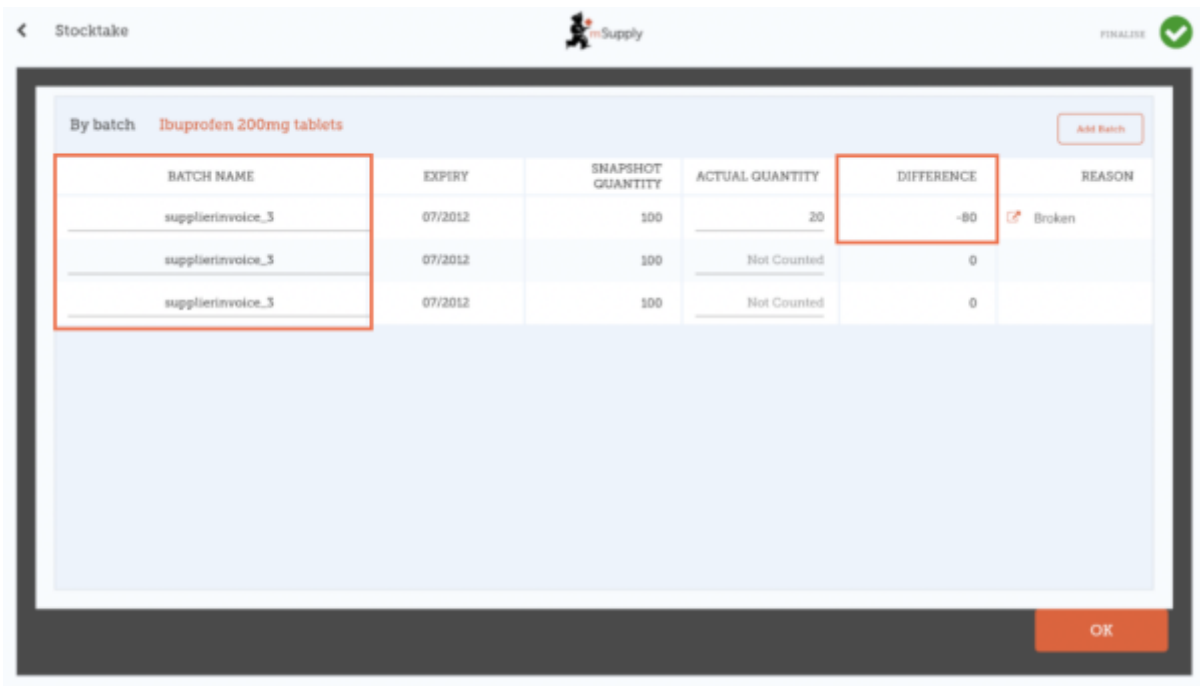 Stocktake
mSupply
FINALISE
By batch Ibuprofen 200mg tablets
Add Batch
BATCH NAME EXPIRY SNAPSHOT QUANTITY ACTUAL QUANTITY DIFFERENCE REASON
supplierinvoice_3 07/2012 100 20 -80 Broken
supplierinvoice_3 07/2012 100 Not Counted 0
supplierinvoice_3 07/2012 100 Not Counted 0
OK